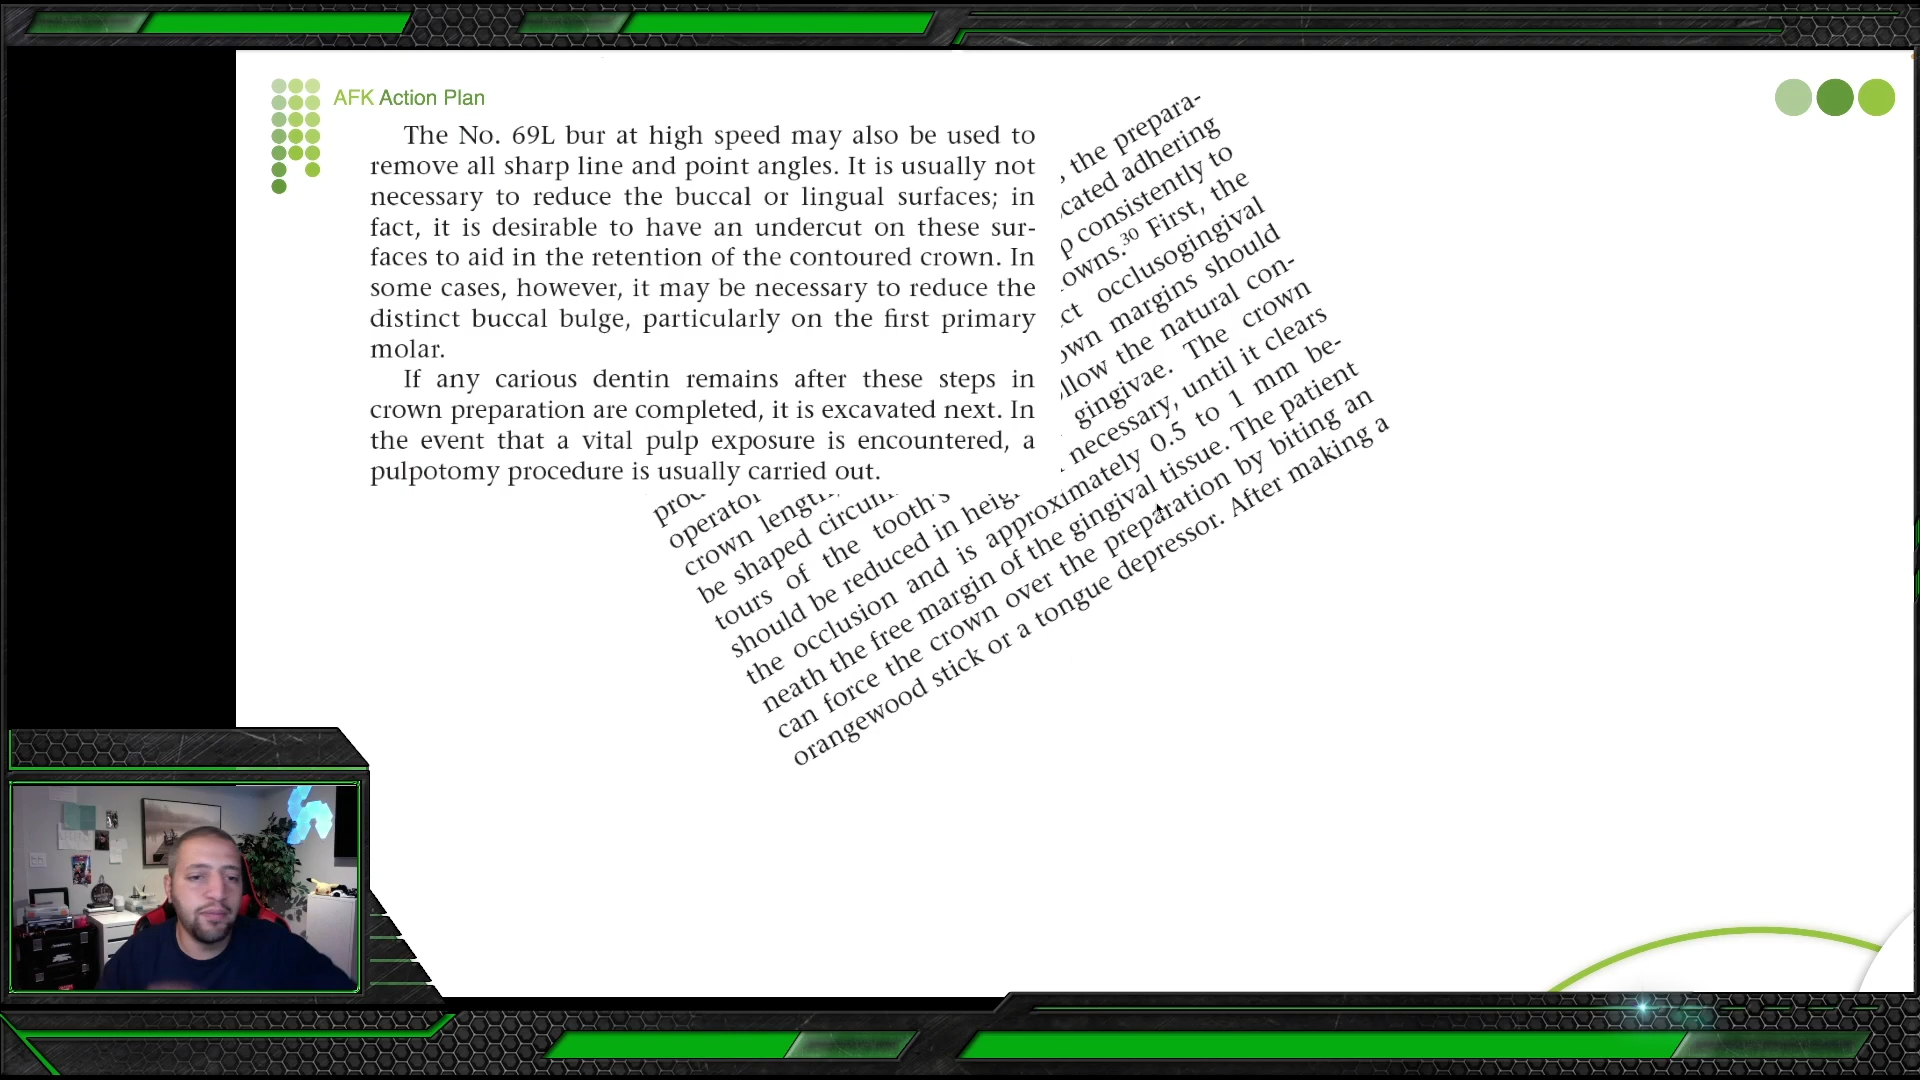 AFK Action Plan
The No. 69L bur at high speed may also be used to
remove all sharp line and point angles. It is usually not
necessary to reduce the buccal or lingual surfaces; in
fact, it is desirable to have an undercut on these sur-
faces to aid in the retention of the contoured crown. In
some cases, however, it may be necessary to reduce the
distinct buccal bulge, particularly on the first primary
molar.
If any carious dentin remains after these steps in
crown preparation are completed, it is excavated next. In
the event that a vital pulp exposure is encountered, a
pulpotomy procedure is usually carried out.
the prepara-
adhering
consistently to
30 First, the
operator occlusogingival
crown length margins should
be shaped the natural con-
tours of the tooth's gingivae. The crown
should be reduced in necessary, until it clears
the occlusion and is approximately 0.5 to 1 mm be-
neath the free margin of the gingival tissue. The patient
can force the crown over the preparation by biting an
orangewood stick or a tongue depressor. After making a